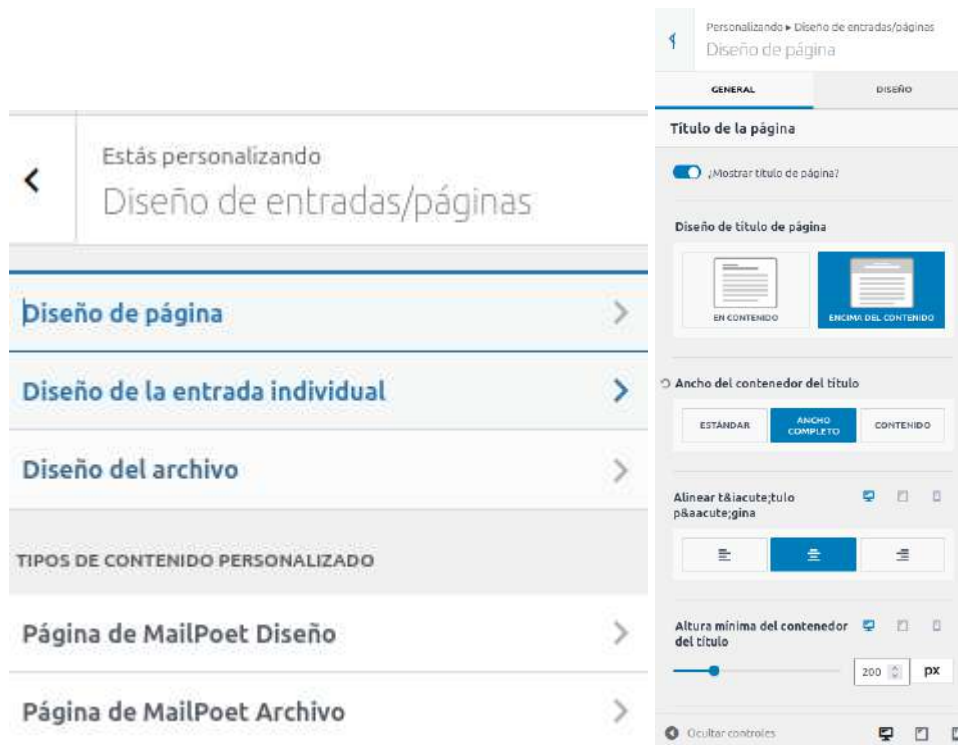 Estás personalizando
Diseño de entradas/páginas
Diseño de página
Diseño de la entrada individual
Diseño del archivo
TIPOS DE CONTENIDO PERSONALIZADO
Página de MailPoet Diseño
Página de MailPoet Archivo
Personalizando ▸ Diseño de entradas/páginas
Diseño de página
GENERAL
DISEÑO
Título de la página
¿Mostrar título de página?
Diseño de título de página
EN CONTENIDO
ENCIMA DEL CONTENIDO
Ancho del contenedor del título
ESTÁNDAR
ANCHO
COMPLETO
CONTENIDO
Alinear t&iacute;tulo
p&aacute;gina
Altura mínima del contenedor
del título
200
px
Ocultar controles